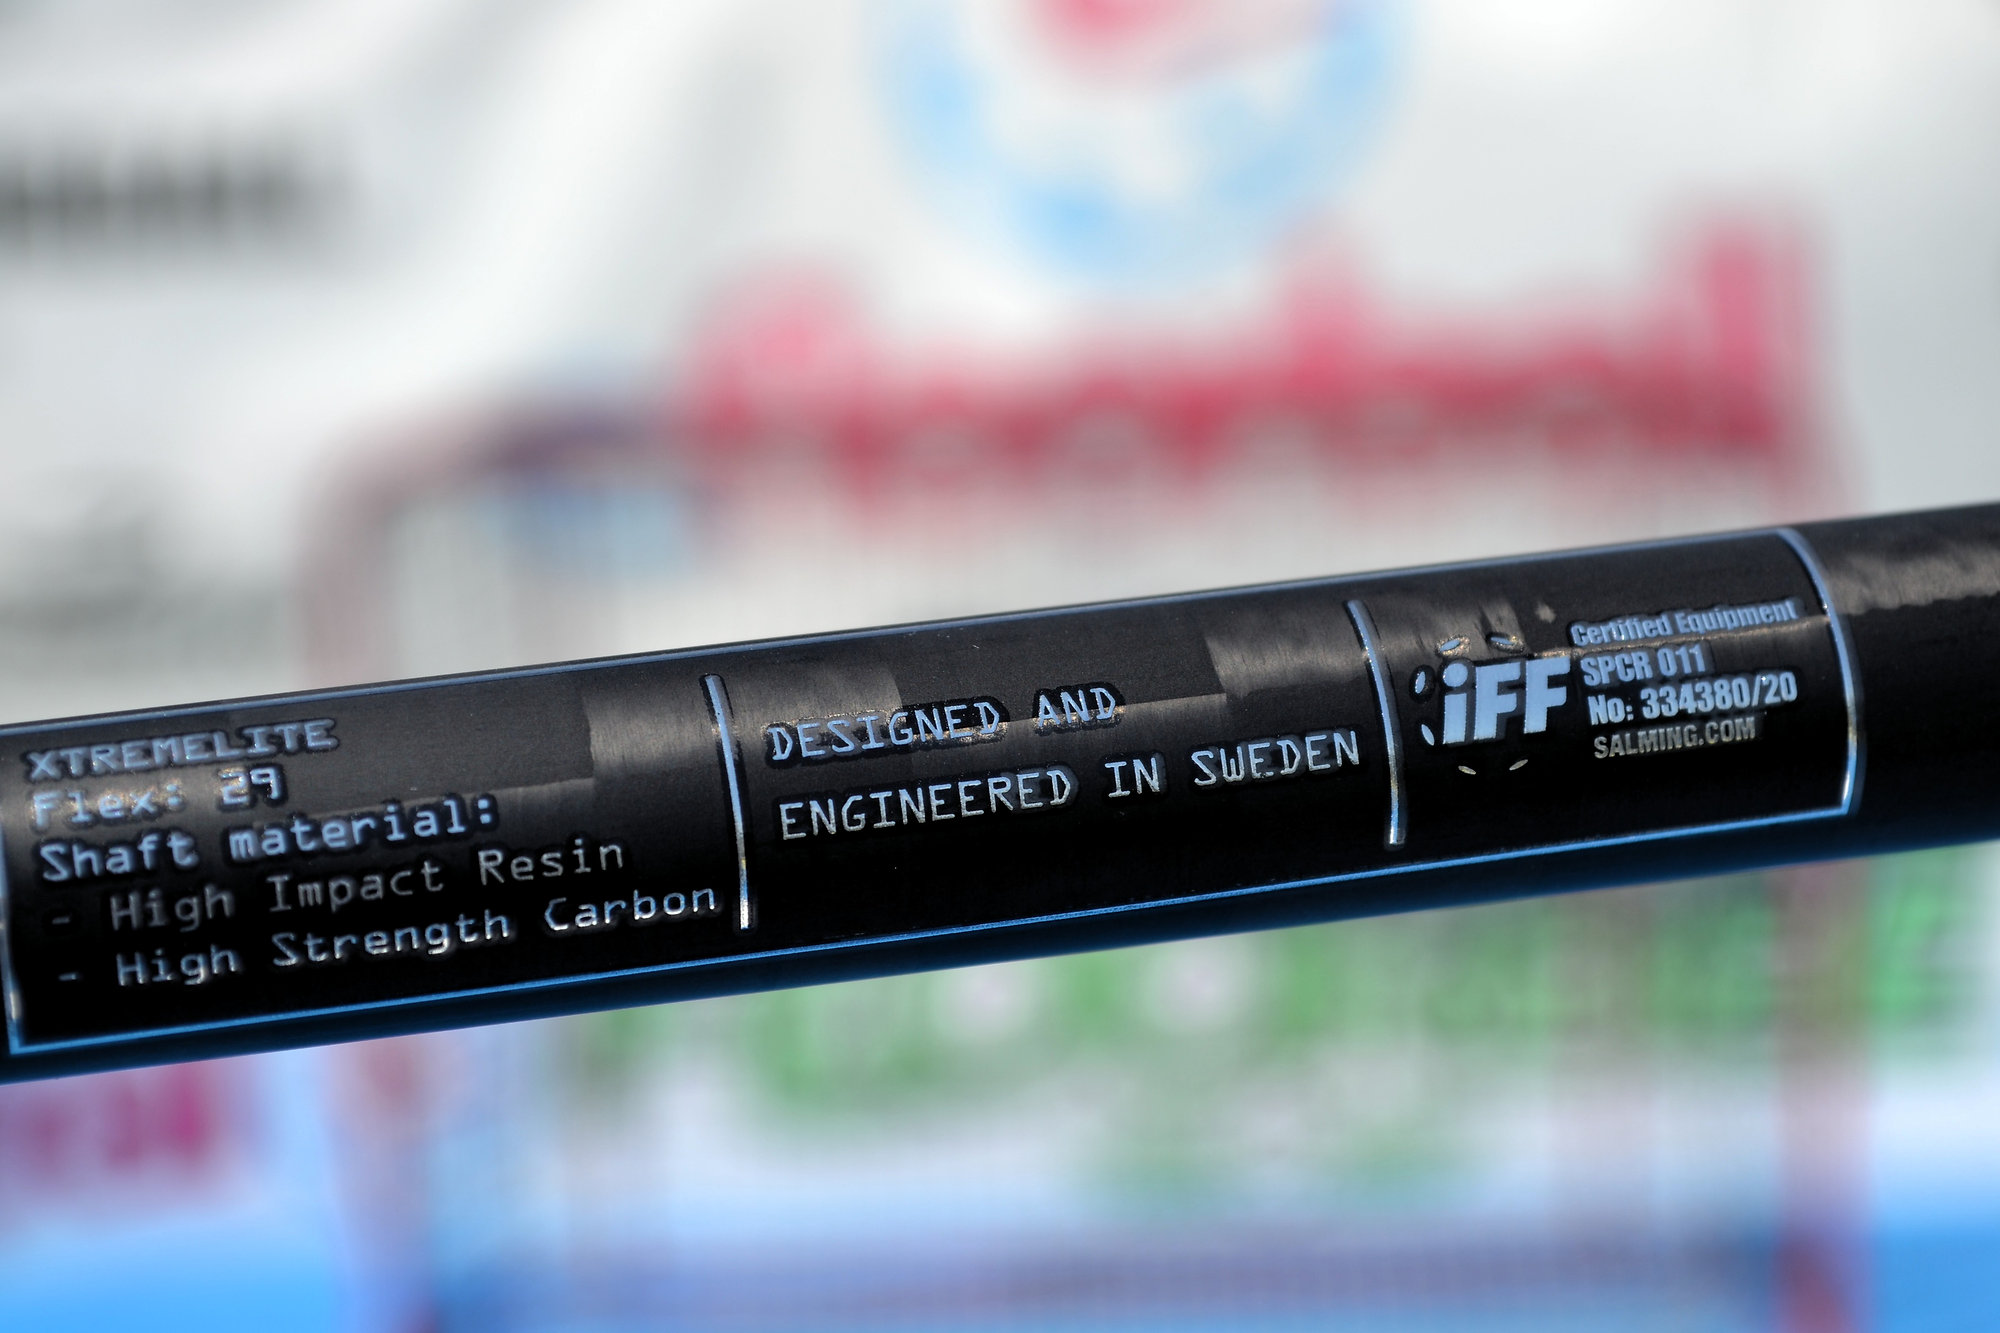 XTREMELITE
Flex: 29
Shaft material:
- High Impact Resin
- High Strength Carbon
DESIGNED AND
ENGINEERED IN SWEDEN
iFF
Certified Equipment
SPCR 011
No: 334380/20
SALMING.COM